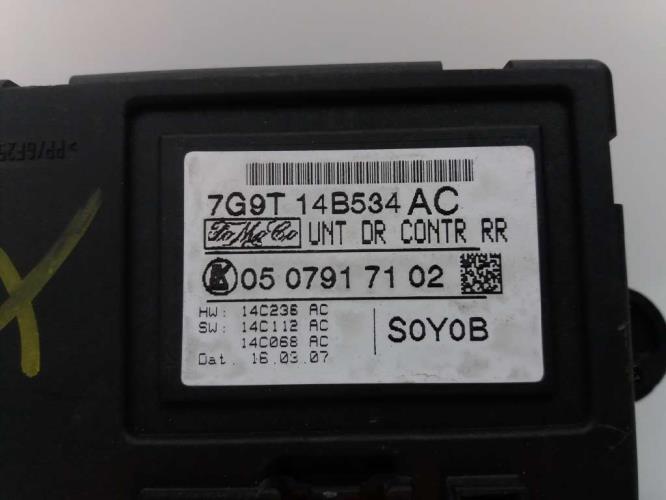 7G9T 14B534 AC
FoMoCo UNT DR CONTR RR
K 05 0791 71 02
HW: 14C236 AC
SW: 14C112 AC
14C068 AC
Dat. 16.03.07
S0Y0B
X